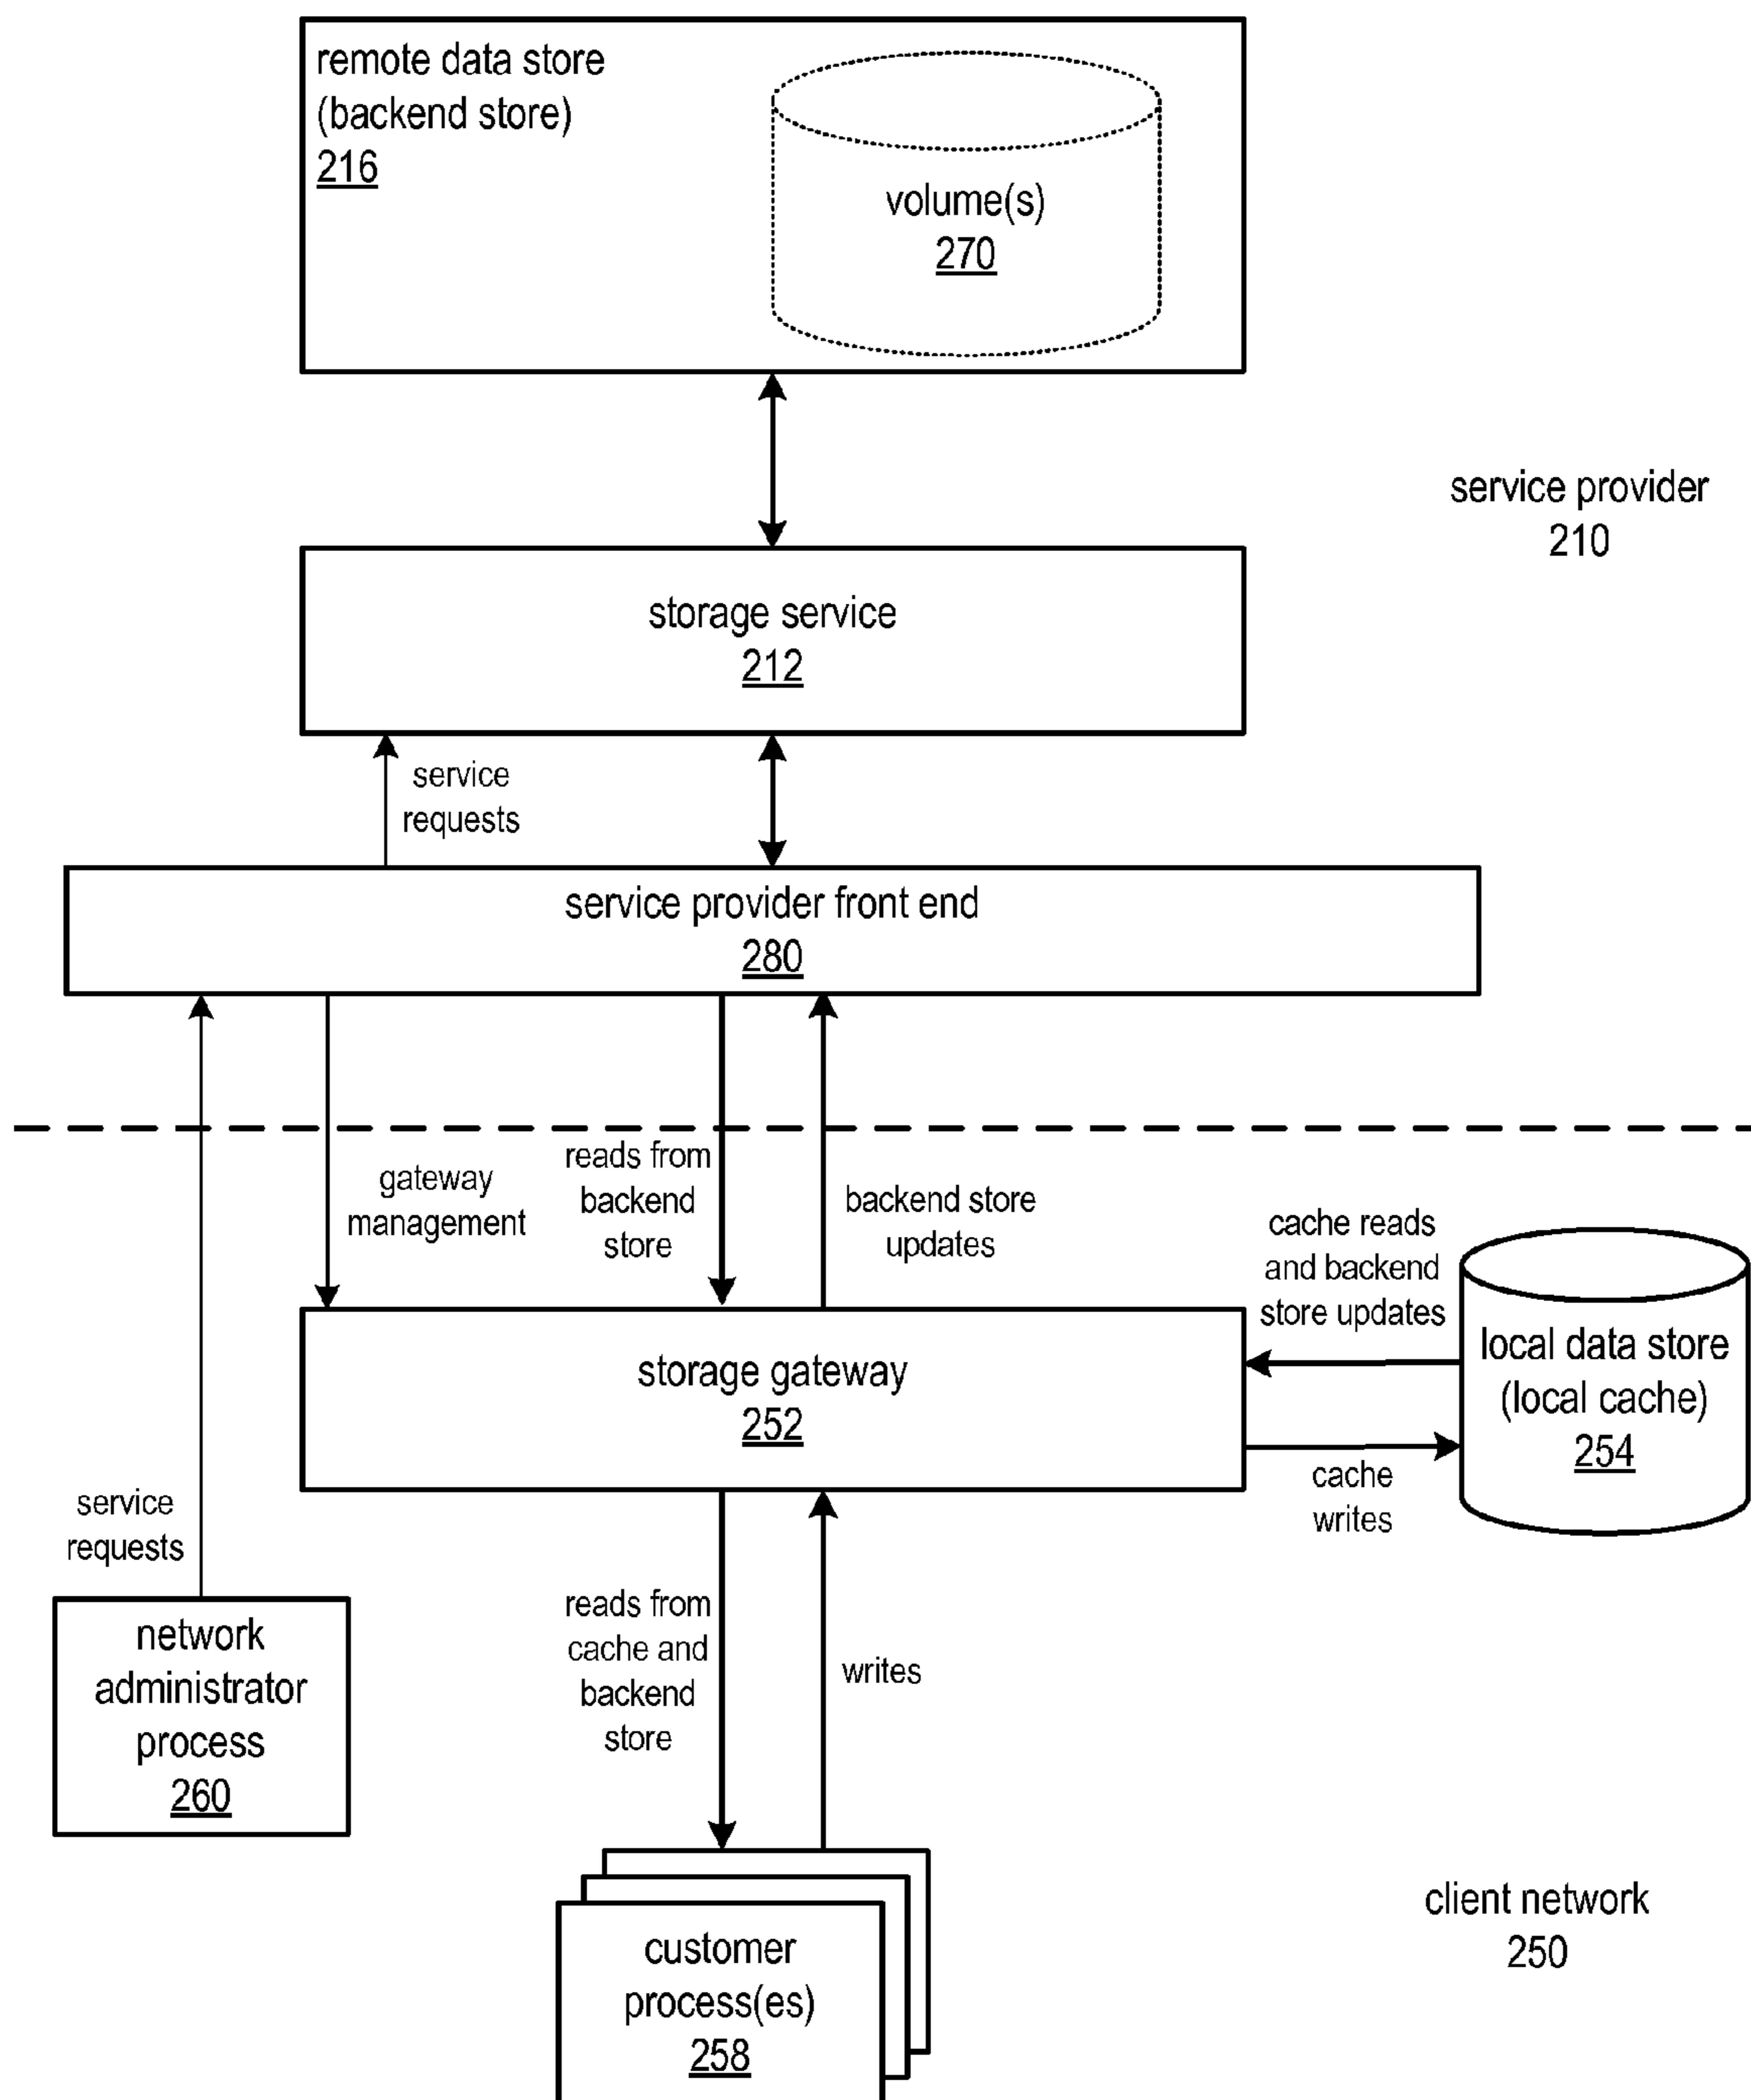 remote data store
(backend store)
216
volume(s)
270
service provider
210
storage service
212
service
requests
service provider front end
280
gateway
management
reads from
backend
store
backend store
updates
cache reads
and backend
store updates
local data store
(local cache)
254
storage gateway
252
cache
writes
service
requests
network
administrator
process
260
reads from
cache and
backend
store
writes
client network
250
customer
process(es)
258